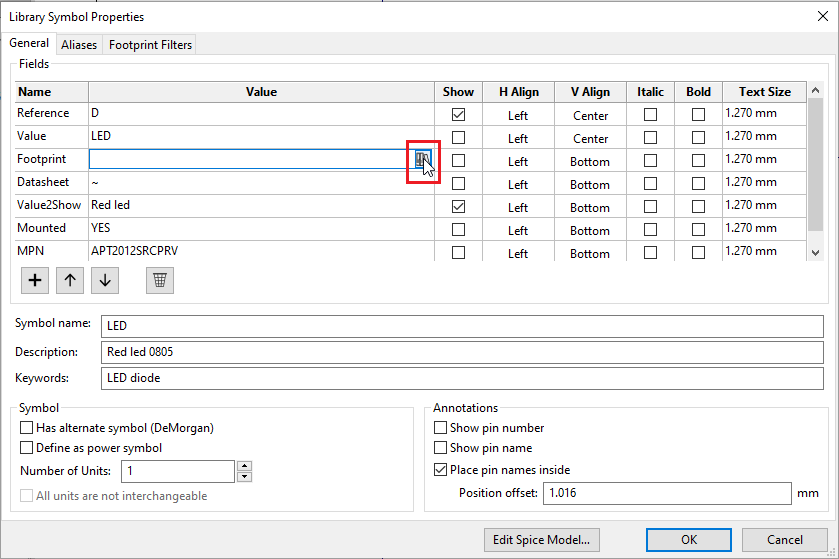 Library Symbol Properties
General Aliases Footprint Filters
Fields
Name Value Show H Align V Align Italic Bold Text Size
Reference D Left Center 1.270 mm
Value LED Left Center 1.270 mm
Footprint Left Bottom 1.270 mm
Datasheet ~ Left Bottom 1.270 mm
Value2Show Red led Left Bottom 1.270 mm
Mounted YES Left Bottom 1.270 mm
MPN APT2012SRCPRV Left Bottom 1.270 mm
Symbol name: LED
Description: Red led 0805
Keywords: LED diode
Symbol
Has alternate symbol (DeMorgan)
Define as power symbol
Number of Units: 1
All units are not interchangeable
Annotations
Show pin number
Show pin name
Place pin names inside
Position offset: 1.016 mm
Edit Spice Model... OK Cancel